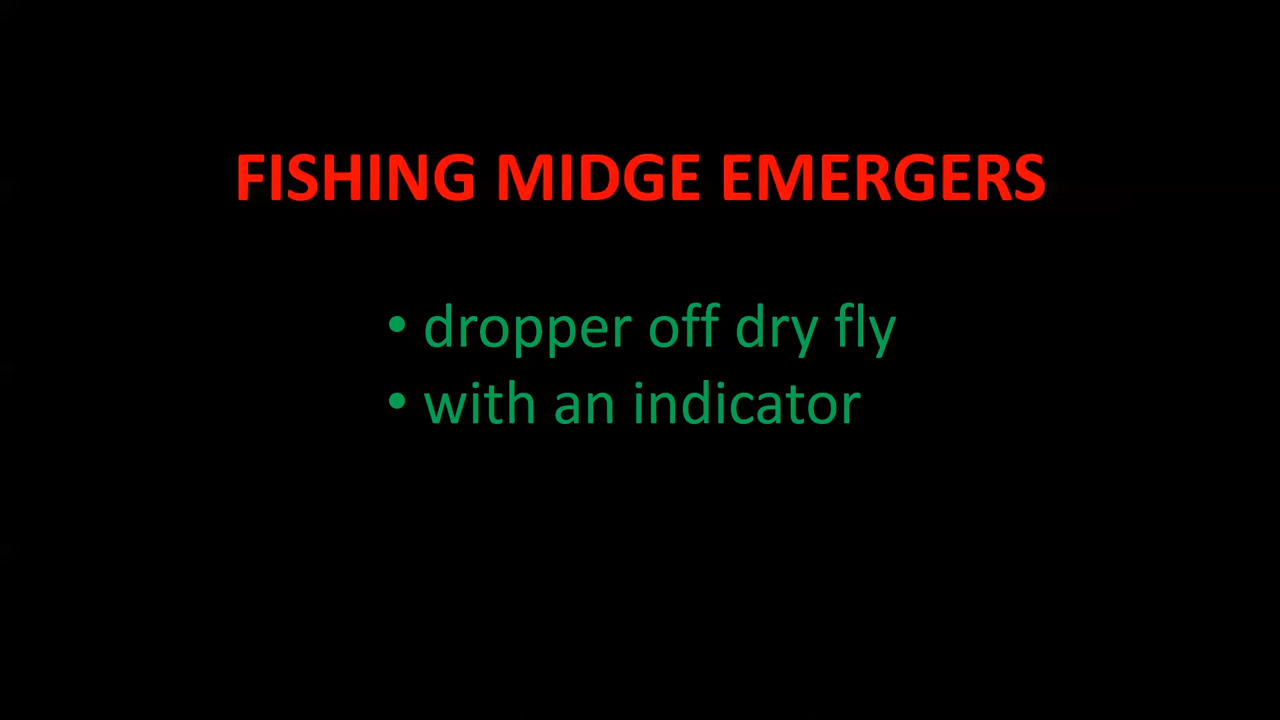 FISHING MIDGE EMERGERS
• dropper off dry fly
• with an indicator